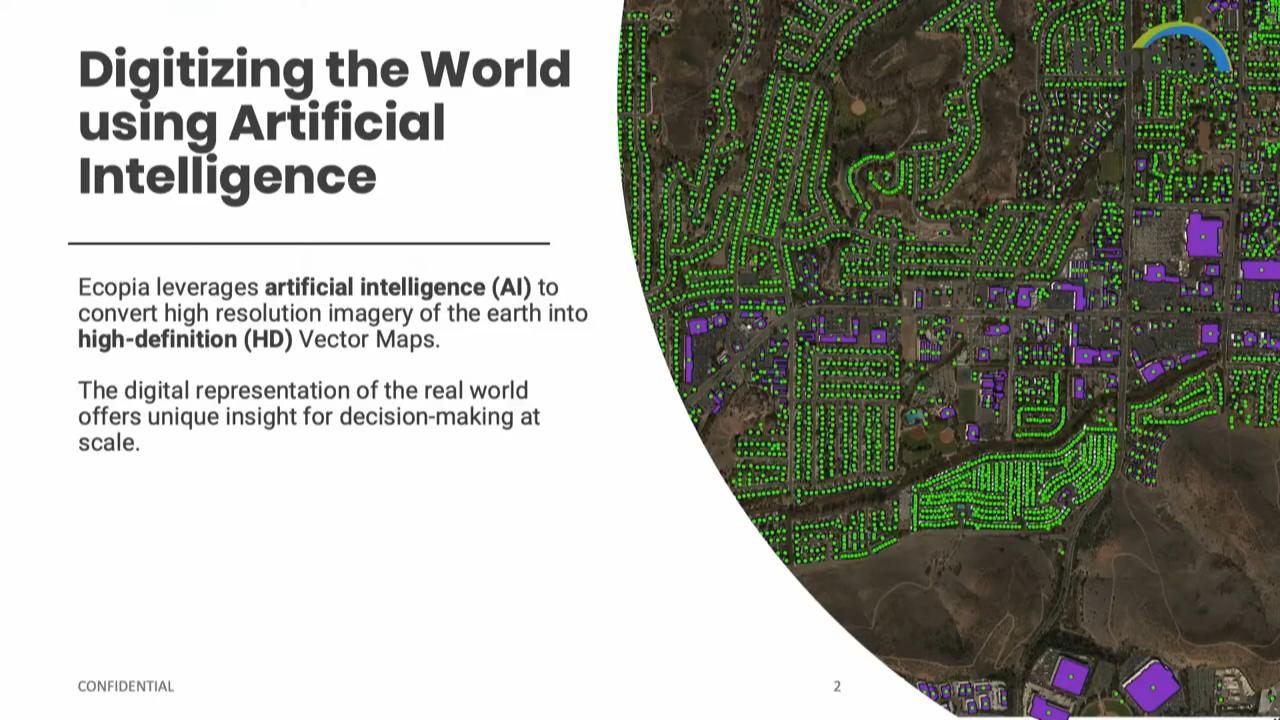 Digitizing the World
using Artificial
Intelligence
Ecopia
Ecopia leverages artificial intelligence (AI) to
convert high resolution imagery of the earth into
high-definition (HD) Vector Maps.
The digital representation of the real world
offers unique insight for decision-making at
scale.
CONFIDENTIAL
2